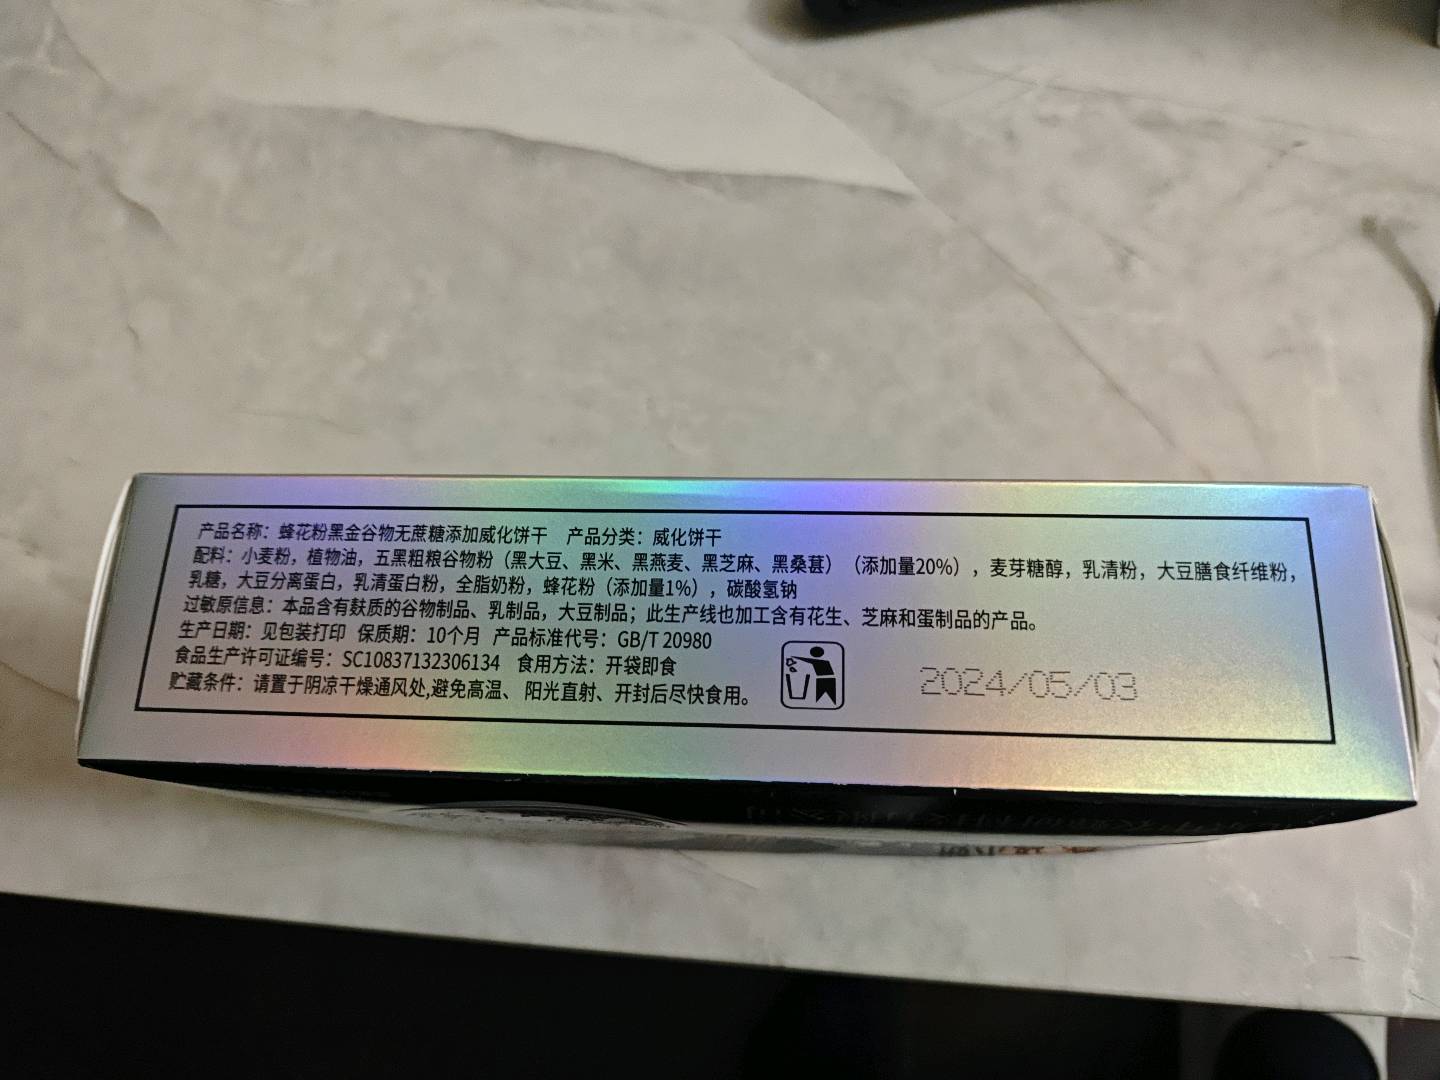 产品名称：蜂花粉黑金谷物无蔗糖添加威化饼干 产品分类：威化饼干
配料：小麦粉，植物油，五黑粗粮谷物粉（黑大豆、黑米、黑燕麦、黑芝麻、黑桑葚）（添加量20%），麦芽糖醇，乳清粉，大豆膳食纤维粉，
乳糖，大豆分离蛋白，乳清蛋白粉，全脂奶粉，蜂花粉（添加量1%），碳酸氢钠
过敏原信息：本品含有麸质的谷物制品、乳制品，大豆制品；此生产线也加工含有花生、芝麻和蛋制品的产品。
生产日期：见包装打印 保质期：10个月 产品标准代号：GB/T 20980
食品生产许可证编号：SC10837132306134 食用方法：开袋即食
贮藏条件：请置于阴凉干燥通风处,避免高温、阳光直射、开封后尽快食用。
2024/05/03